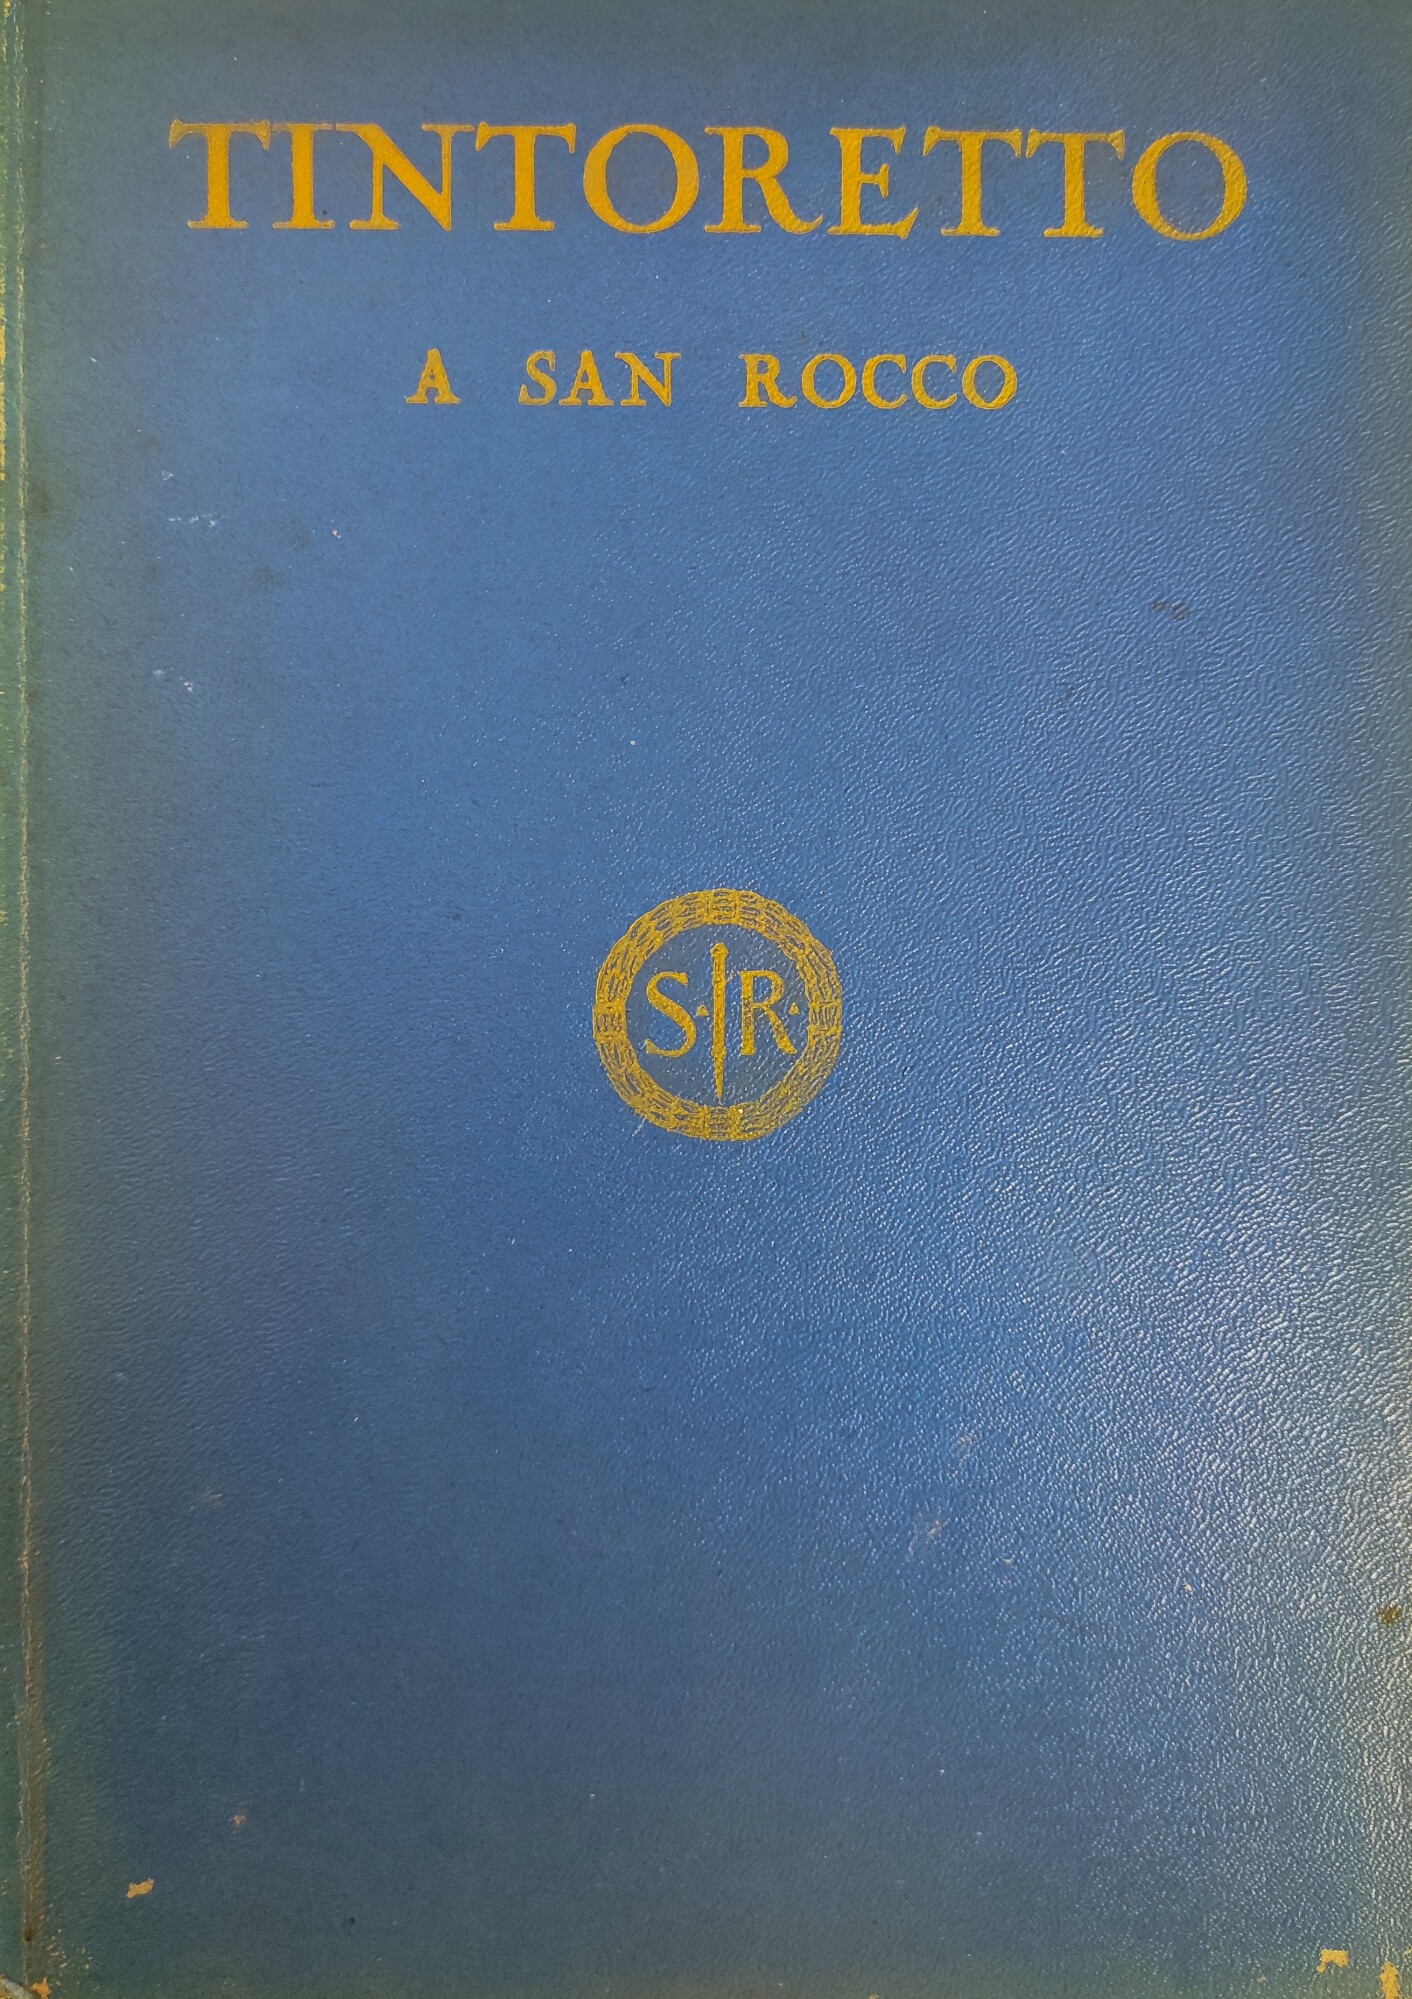 TINTORETTO
A SAN ROCCO
S·R·